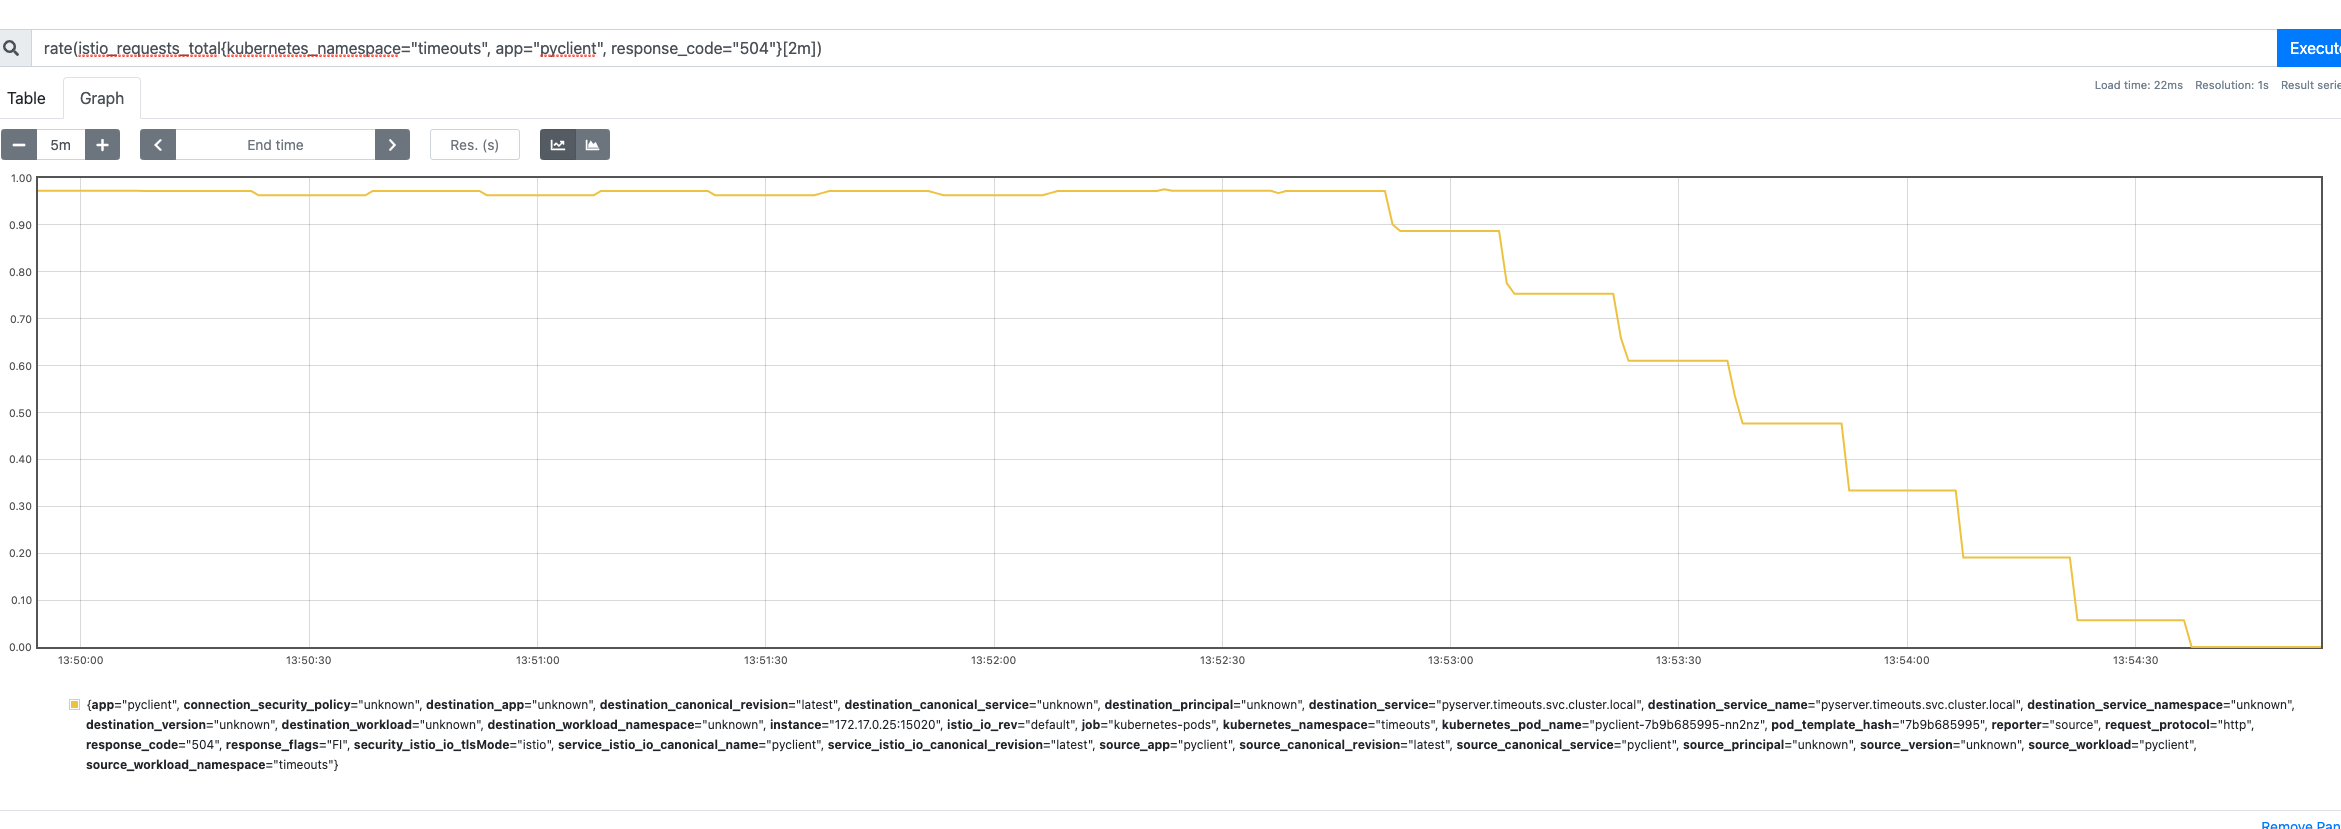 rate(istio_requests_total{kubernetes_namespace="timeouts", app="pyclient", response_code="504"}[2m])
Execute
Load time: 22ms Resolution: 1s Result serie
Table Graph
5m End time Res. (s)
1.00
0.90
0.80
0.70
0.60
0.50
0.40
0.30
0.20
0.10
0.00
13:50:00 13:50:30 13:51:00 13:51:30 13:52:00 13:52:30 13:53:00 13:53:30 13:54:00 13:54:30
{app="pyclient", connection_security_policy="unknown", destination_app="unknown", destination_canonical_revision="latest", destination_canonical_service="unknown", destination_principal="unknown", destination_service="pyserver.timeouts.svc.cluster.local", destination_service_name="pyserver.timeouts.svc.cluster.local", destination_service_namespace="unknown",
destination_version="unknown", destination_workload="unknown", destination_workload_namespace="unknown", instance="172.17.0.25:15020", istio_io_rev="default", job="kubernetes-pods", kubernetes_namespace="timeouts", kubernetes_pod_name="pyclient-7b9b685995-nn2nz", pod_template_hash="7b9b685995", reporter="source", request_protocol="http",
response_code="504", response_flags="FI", security_istio_io_tlsMode="istio", service_istio_io_canonical_name="pyclient", service_istio_io_canonical_revision="latest", source_app="pyclient", source_canonical_revision="latest", source_canonical_service="pyclient", source_principal="unknown", source_version="unknown", source_workload="pyclient",
source_workload_namespace="timeouts"}
Remove Pan